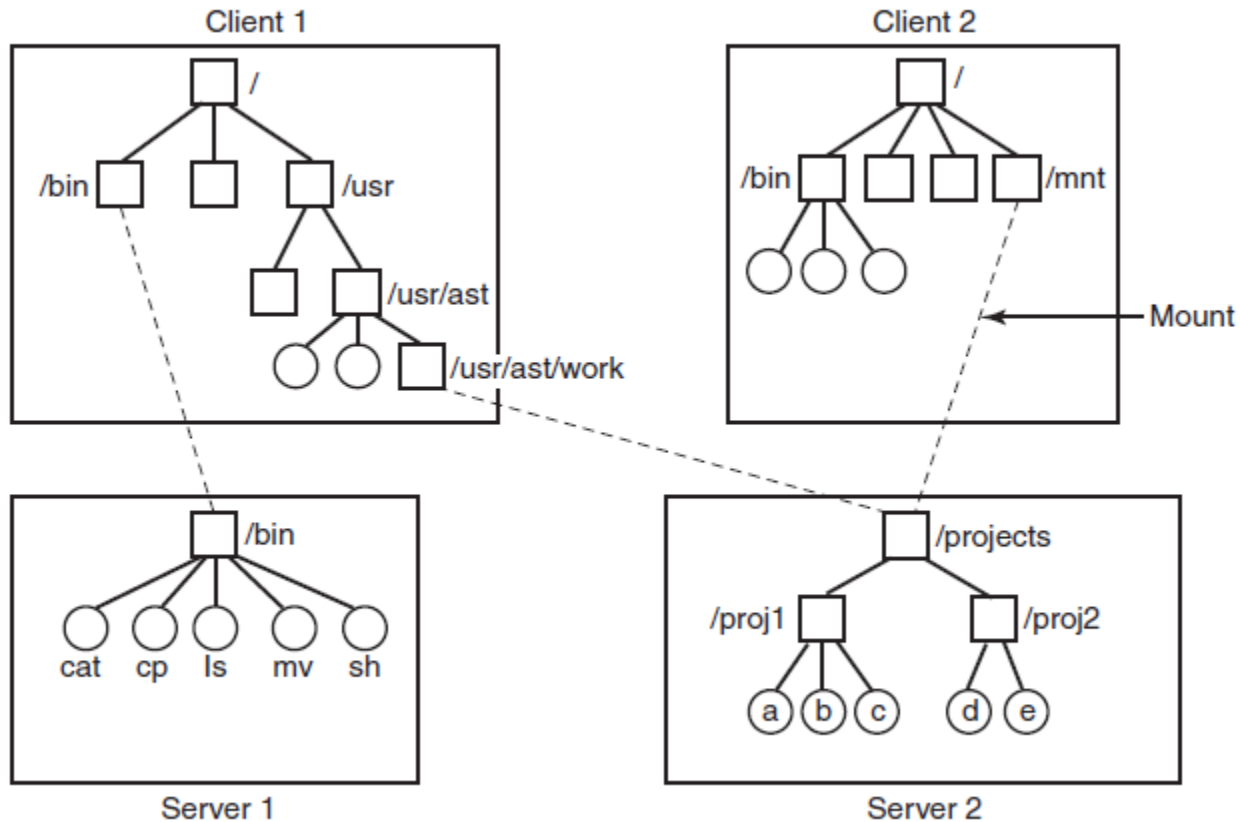 Client 1
Client 2
/
/
/bin
/usr
/bin
/mnt
/usr/ast
Mount
/usr/ast/work
/bin
/projects
/proj1
/proj2
cat cp ls mv sh
a b c d e
Server 1
Server 2